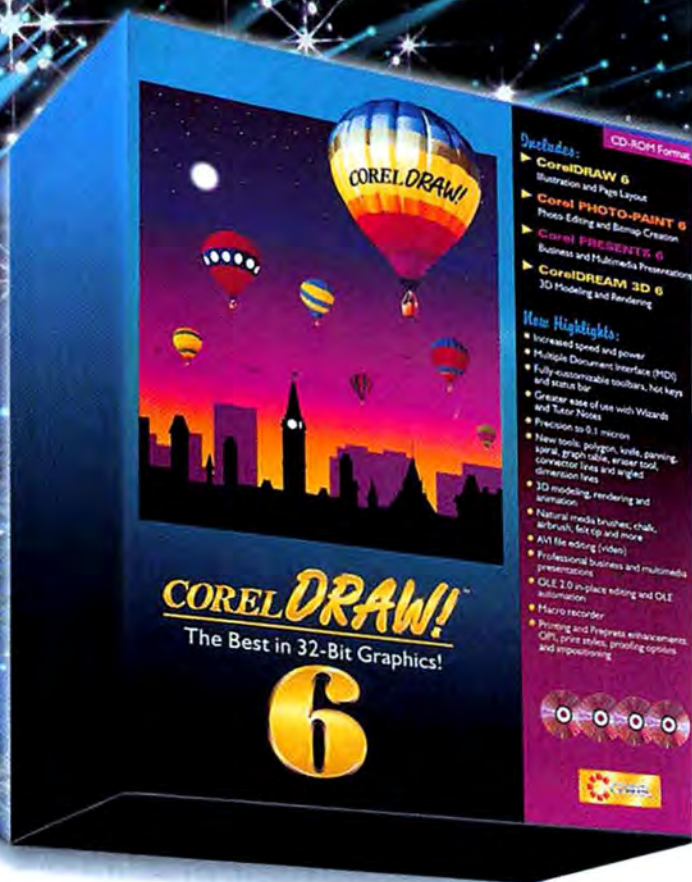 COREL DRAW!
COREL DRAW!™
The Best in 32-Bit Graphics!
6
CD-ROM Format
Includes:
CorelDRAW 6
Illustration and Page Layout
Corel PHOTO-PAINT 6
Photo-Editing and Bitmap Creation
Corel PRESENTS 6
Business and Multimedia Presentations
CorelDREAM 3D 6
3D Modeling and Rendering
New Highlights:
Increased speed and power
Multiple Document Interface (MDI)
Fully-customizable toolbars, hot keys
and status bar
Greater ease of use with Wizards
and Tutor Notes
Precision to 0.1 micron
New tools: polygon, knife, panning,
spiral, graph table, eraser tool,
connector lines and angled
dimension lines
3D modeling, rendering and
animation
Natural media brushes, chalk,
airbrush, felt tip and more
AVI file editing (video)
Professional business and multimedia
presentations
OLE 2.0 in-place editing and OLE
automation
Macro recorder
Printing and Prepress enhancements:
OPI, print styles, proofing options
and impositioning